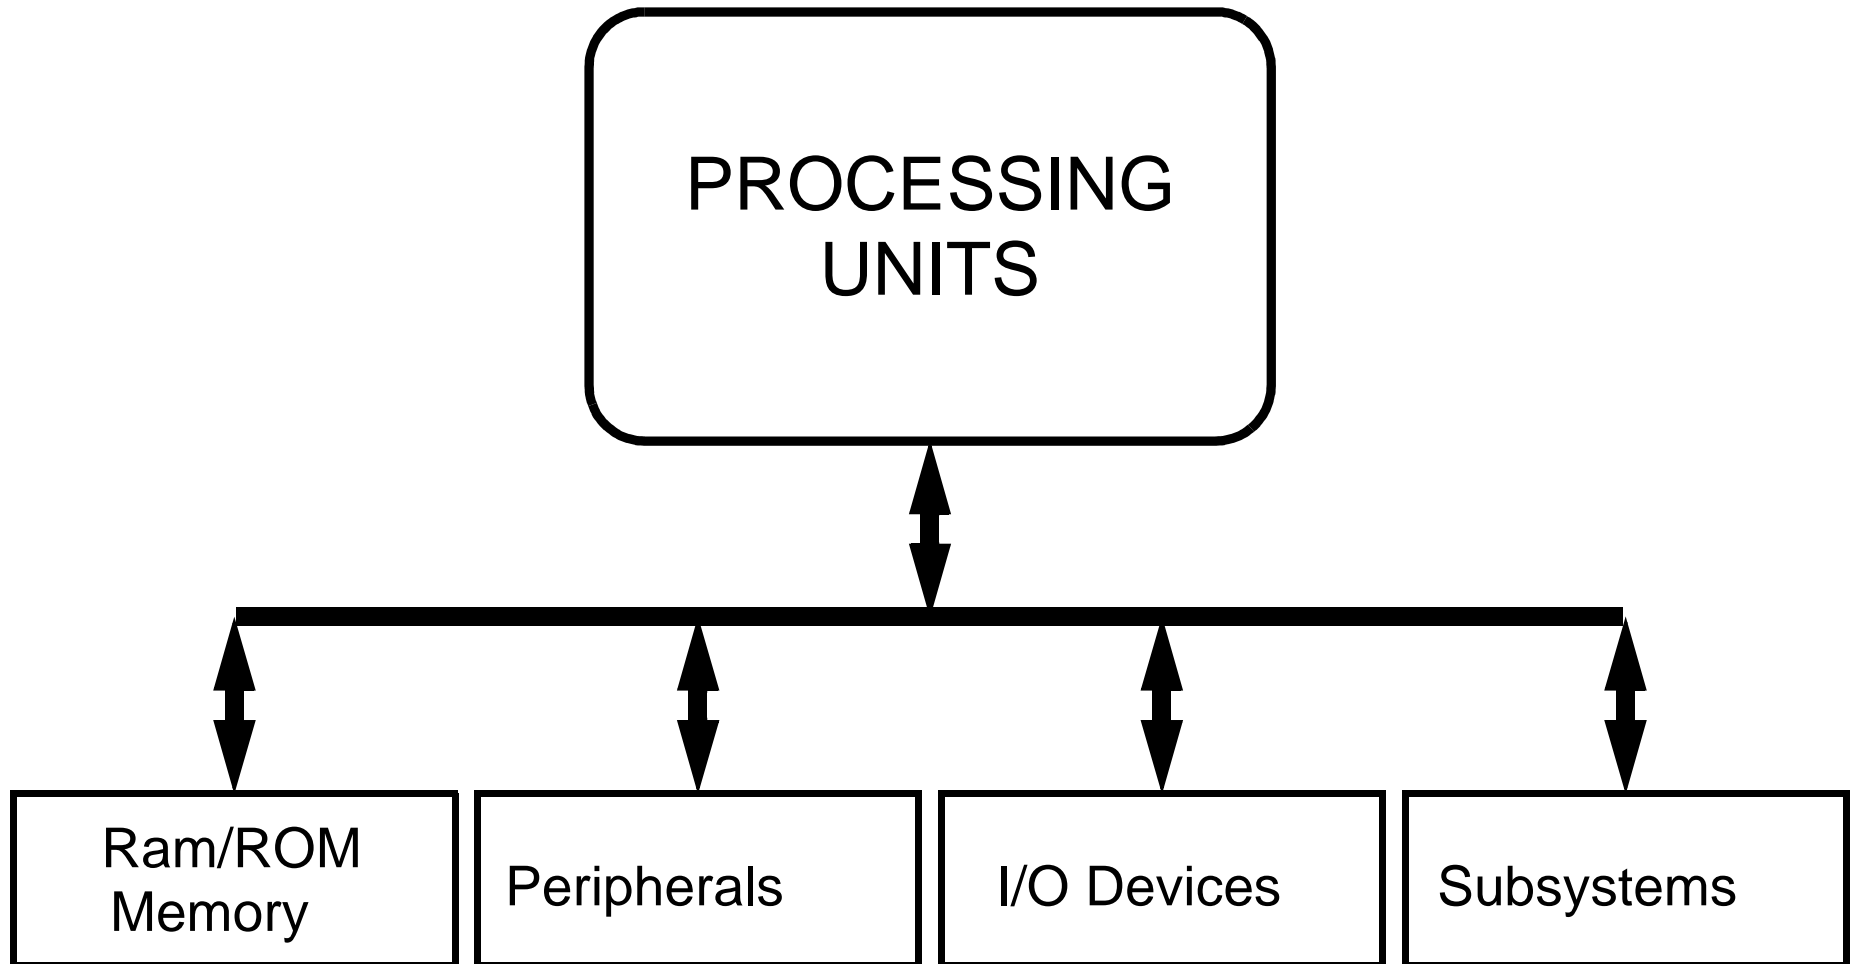 PROCESSING
UNITS
Ram/ROM
Memory
Peripherals
I/O Devices
Subsystems